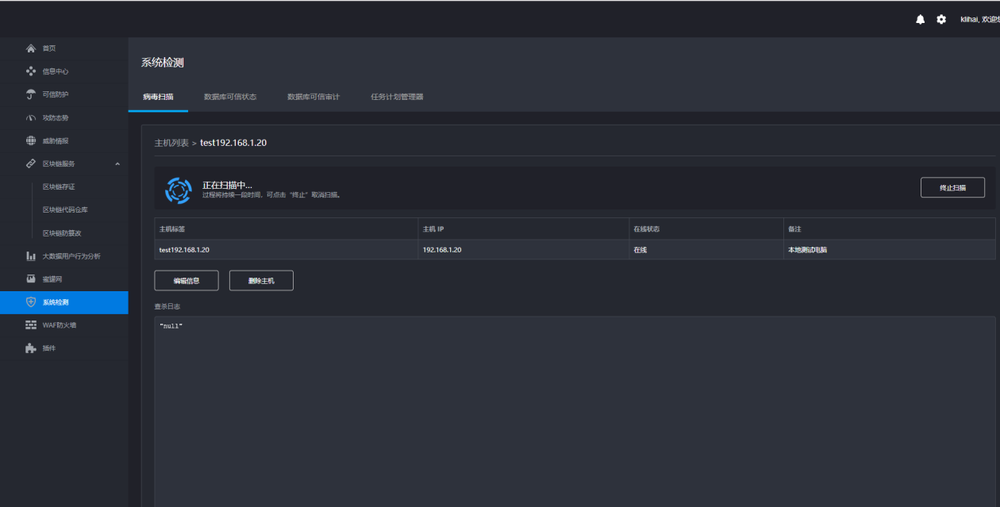 klihai, 欢迎
首页
信息中心
可信防护
攻防态势
威胁情报
区块链服务
区块链存证
区块链代码仓库
区块链防篡改
大数据用户行为分析
蜜罐网
系统检测
WAF防火墙
插件
系统检测
病毒扫描 数据库可信状态 数据库可信审计 任务计划管理器
主机列表 > test192.168.1.20
正在扫描中...
过程将持续一段时间，可点击“终止”取消扫描。
终止扫描
主机标签 主机 IP 在线状态 备注
test192.168.1.20 192.168.1.20 在线 本地测试电脑
编辑信息 删除主机
查杀日志
"null"